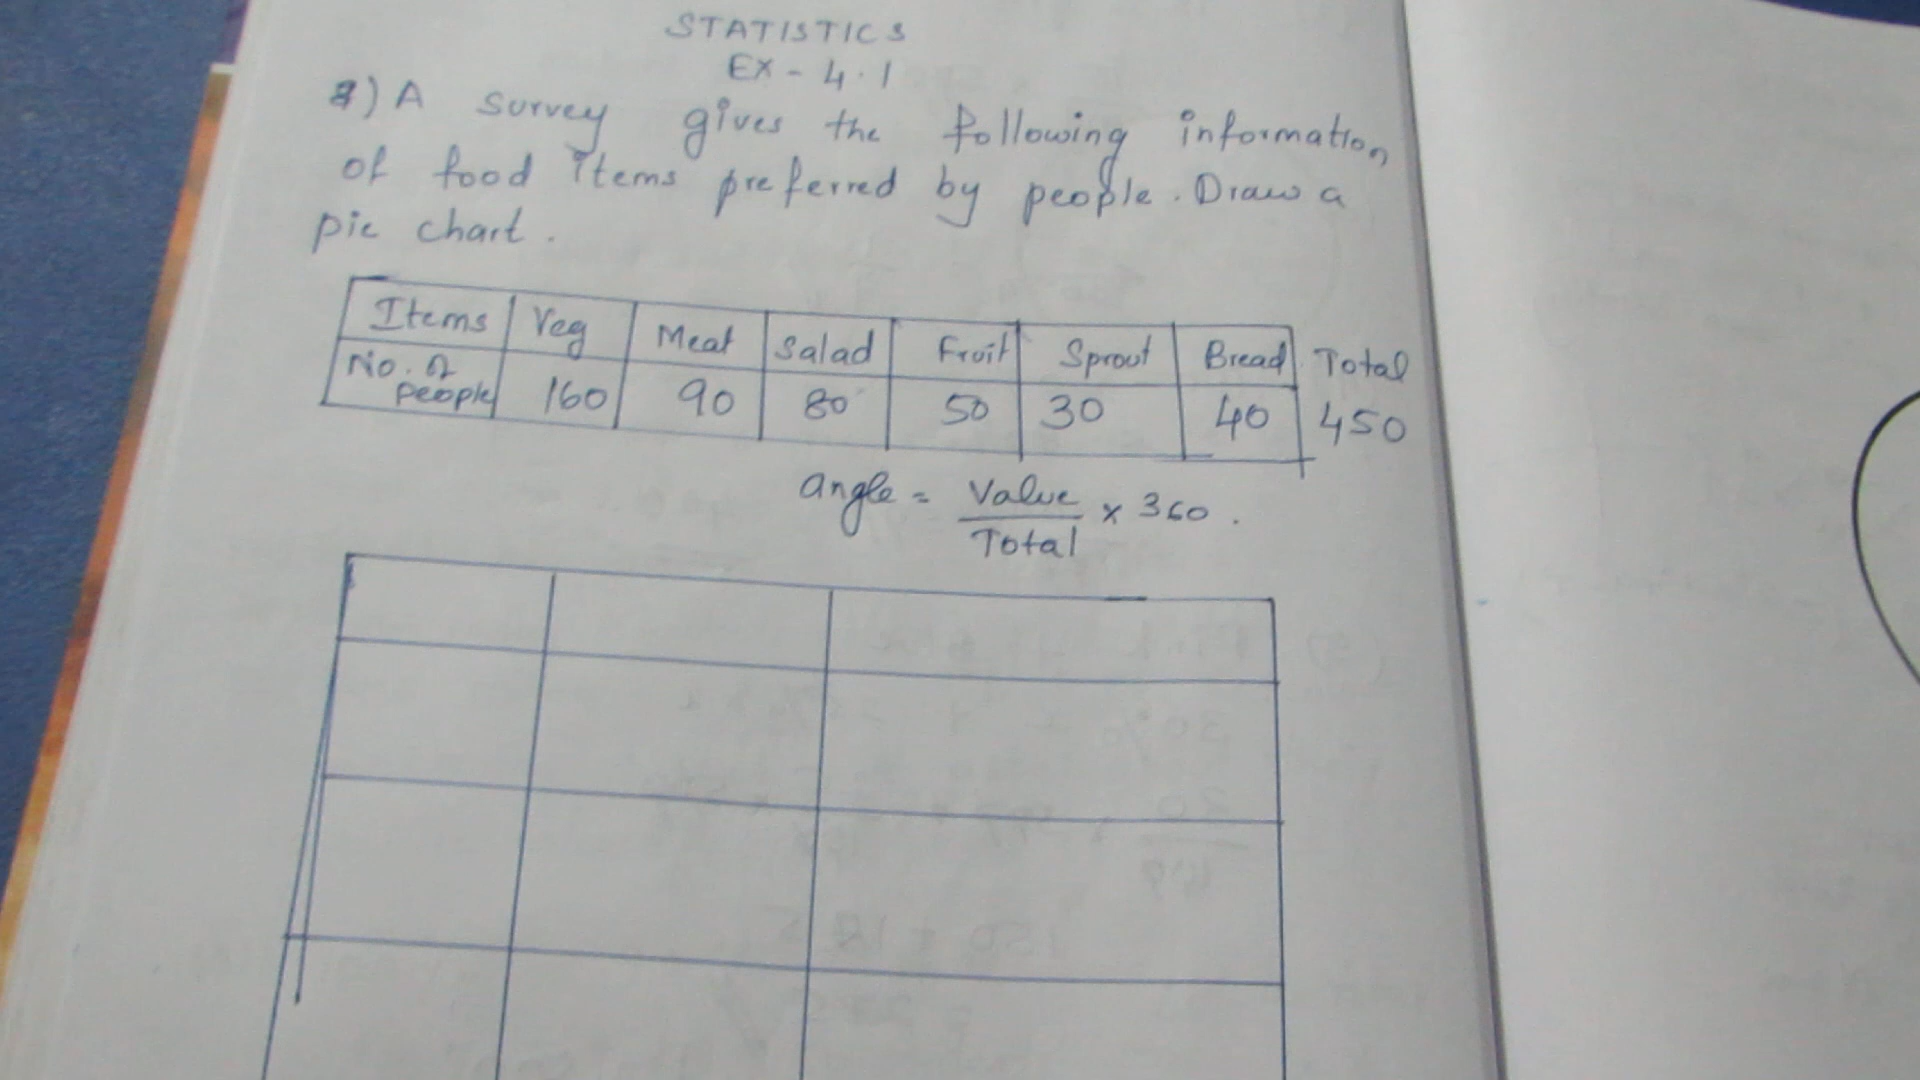 STATISTICS
EX - 4.1
A survey gives the following information
of food items preferred by people. Draw a
pie chart.
Items Veg Meat Salad Fruit Sprout Bread Total
No. of people 160 90 80 50 30 40 450
angle = Value / Total × 360.